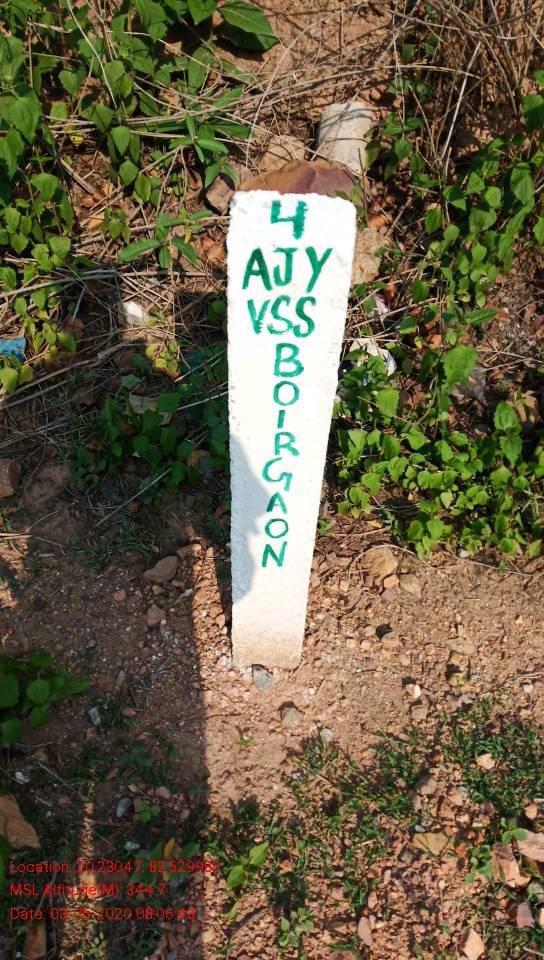 4
AJY
VSS
BOIRGAON
Location: 20.23047, 82.529983
MSL Altitude(M): 344.7
Date: 03-05-2020 08:06:43